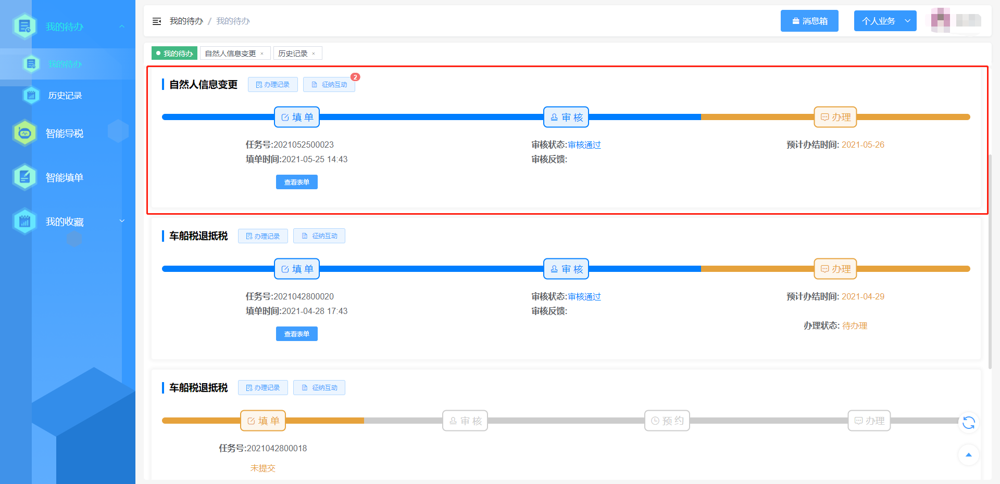 我的待办
我的待办
历史记录
智能导税
智能填单
我的收藏
我的待办 / 我的待办
消息箱
个人业务
我的待办
自然人信息变更 ×
历史记录 ×
自然人信息变更
办理记录
征纳互动
2
填单
审核
办理
任务号:2021052500023
填单时间:2021-05-25 14:43
审核状态:审核通过
审核反馈:
预计办结时间: 2021-05-26
查看表单
车船税退抵税
办理记录
征纳互动
填单
审核
办理
任务号:2021042800020
填单时间:2021-04-28 17:43
审核状态:审核通过
审核反馈:
预计办结时间: 2021-04-29
办理状态: 待办理
查看表单
车船税退抵税
办理记录
征纳互动
填单
审核
预约
办理
任务号:2021042800018
未提交